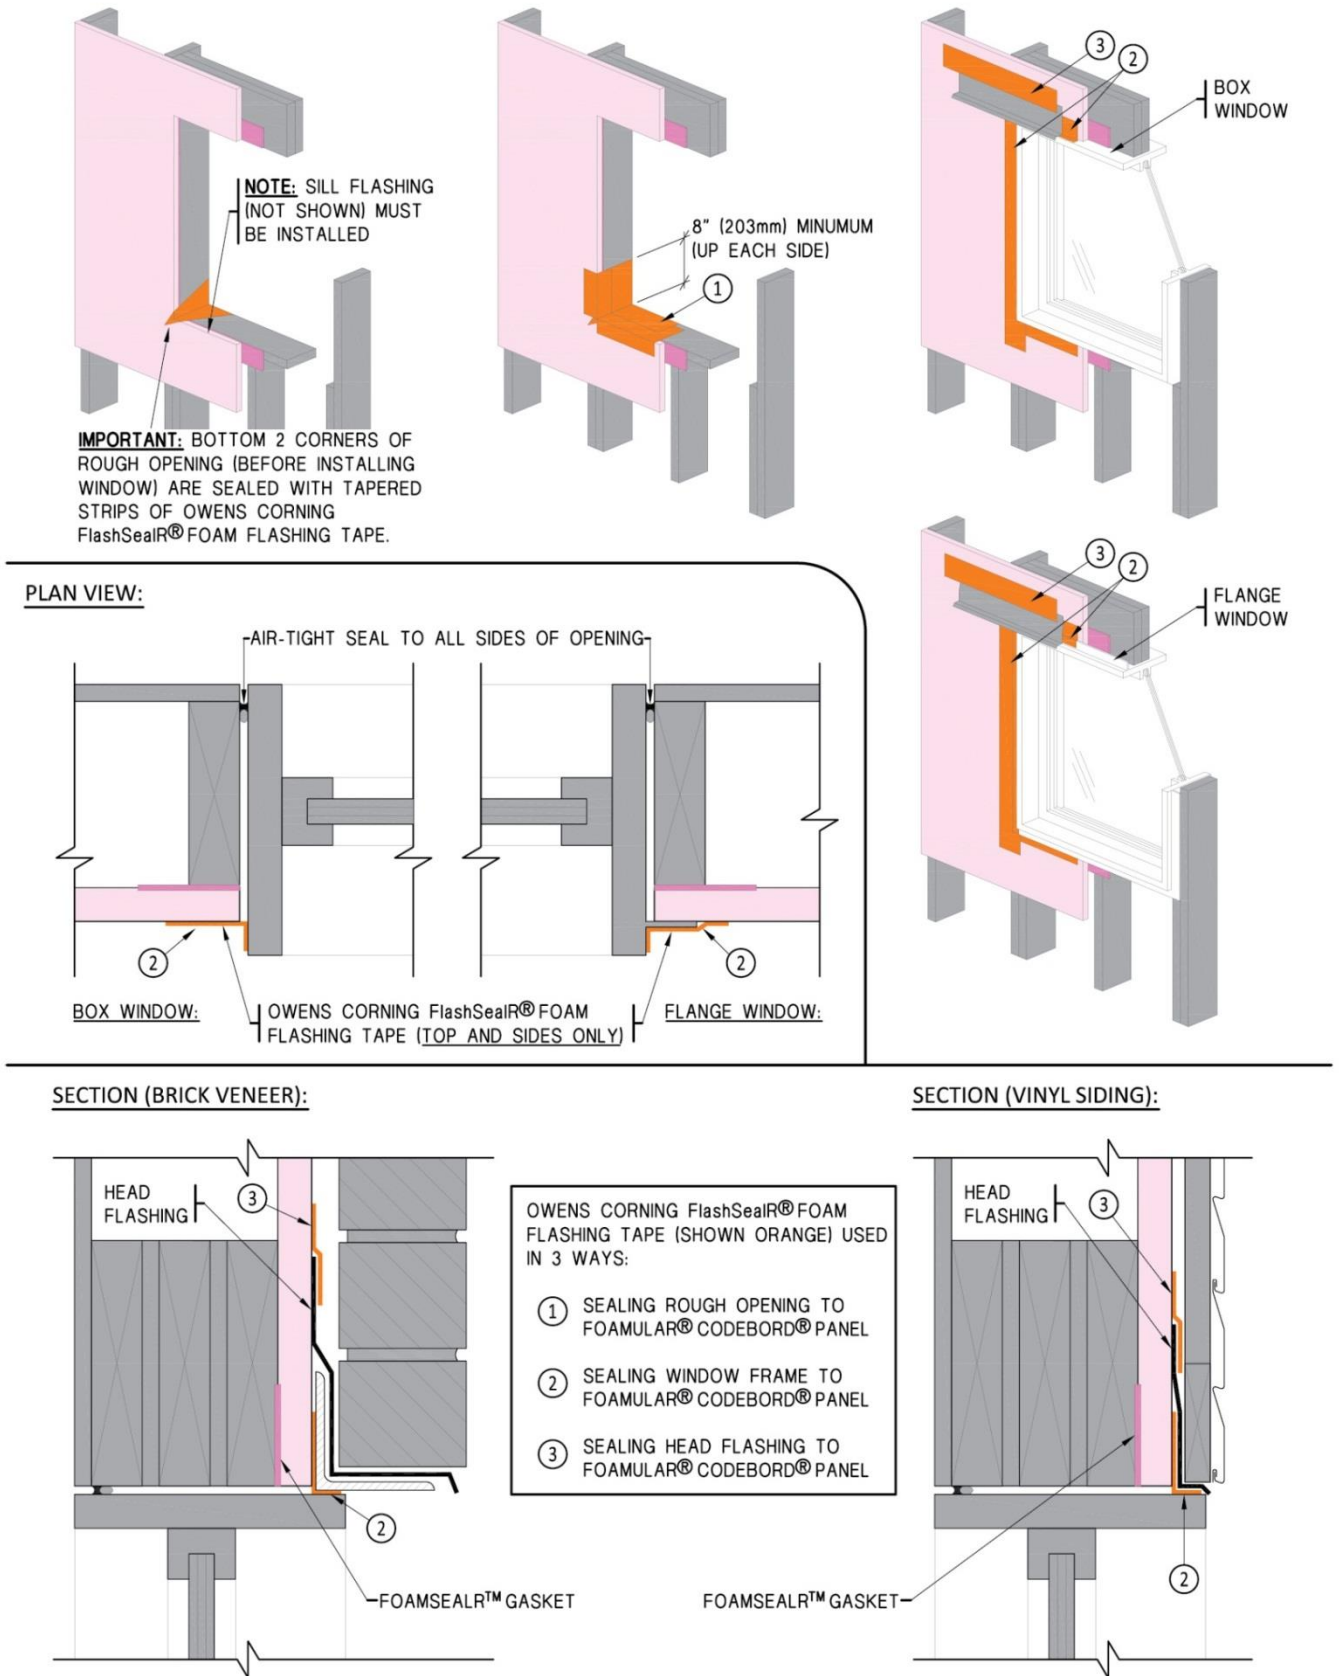 NOTE: SILL FLASHING
(NOT SHOWN) MUST
BE INSTALLED
IMPORTANT: BOTTOM 2 CORNERS OF
ROUGH OPENING (BEFORE INSTALLING
WINDOW) ARE SEALED WITH TAPERED
STRIPS OF OWENS CORNING
FlashSealR® FOAM FLASHING TAPE.
8" (203mm) MINUMUM
(UP EACH SIDE)
1
3
2
BOX
WINDOW
3
2
FLANGE
WINDOW
PLAN VIEW:
AIR-TIGHT SEAL TO ALL SIDES OF OPENING
2
2
BOX WINDOW:
OWENS CORNING FlashSealR® FOAM
FLASHING TAPE (TOP AND SIDES ONLY)
FLANGE WINDOW:
SECTION (BRICK VENEER):
HEAD
FLASHING
3
2
FOAMSEALR™ GASKET
OWENS CORNING FlashSealR® FOAM
FLASHING TAPE (SHOWN ORANGE) USED
IN 3 WAYS:
1 SEALING ROUGH OPENING TO
FOAMULAR® CODEBORD® PANEL
2 SEALING WINDOW FRAME TO
FOAMULAR® CODEBORD® PANEL
3 SEALING HEAD FLASHING TO
FOAMULAR® CODEBORD® PANEL
SECTION (VINYL SIDING):
HEAD
FLASHING
3
2
FOAMSEALR™ GASKET